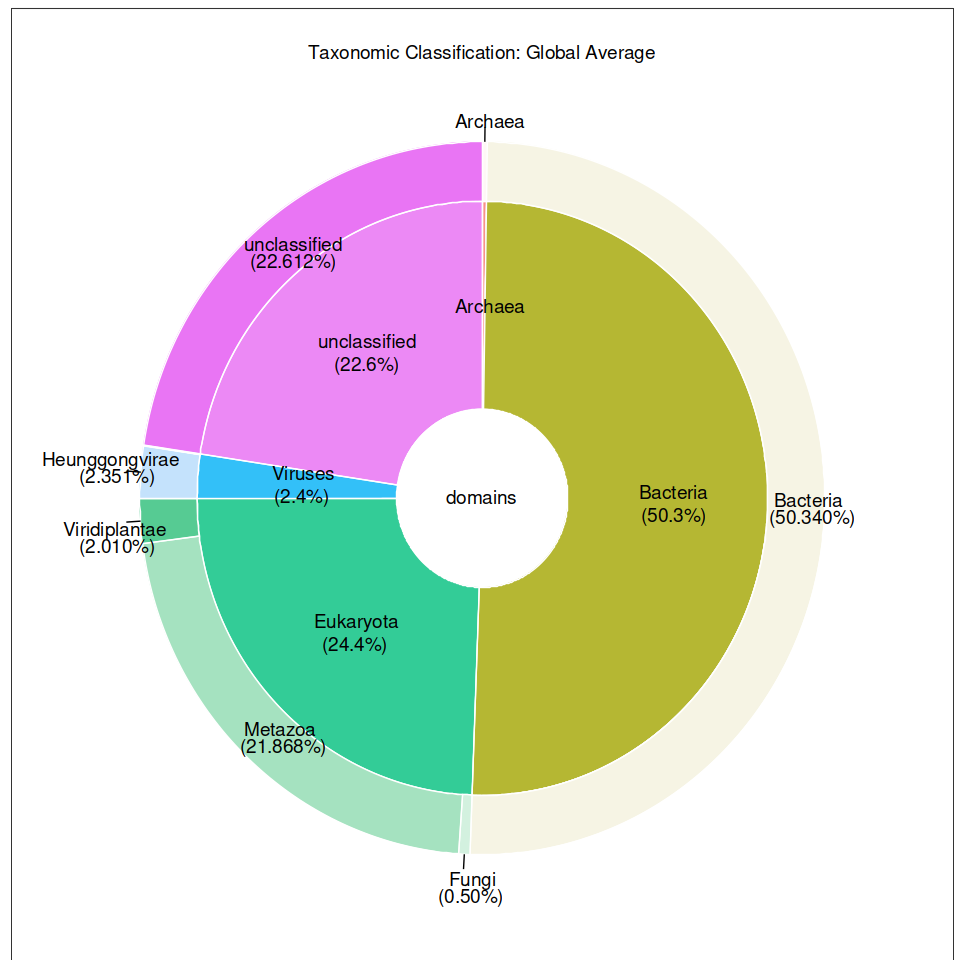 Taxonomic Classification: Global Average
Archaea
unclassified
(22.612%)
Archaea
unclassified
(22.6%)
Heunggongvirae
(2.351%)
Viruses
(2.4%)
domains
Bacteria
(50.3%)
Bacteria
(50.340%)
Viridiplantae
(2.010%)
Eukaryota
(24.4%)
Metazoa
(21.868%)
Fungi
(0.50%)